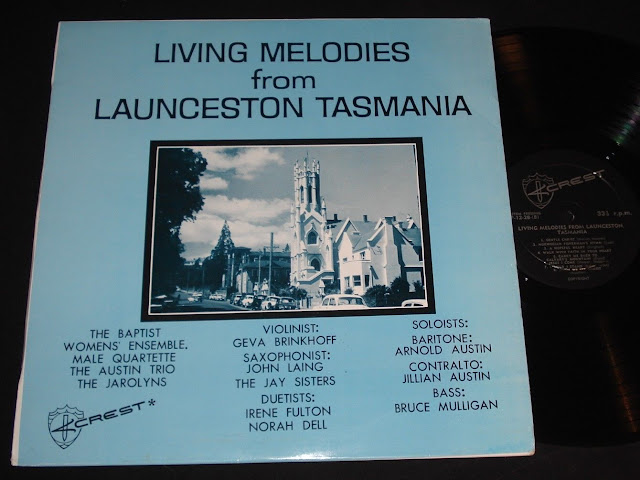 LIVING MELODIES
from
LAUNCESTON TASMANIA
THE BAPTIST
WOMENS' ENSEMBLE,
MALE QUARTETTE
THE AUSTIN TRIO
THE JAROLYNS
VIOLINIST:
GEVA BRINKHOFF
SAXOPHONIST:
JOHN LAING
THE JAY SISTERS
DUETISTS:
IRENE FULTON
NORAH DELL
SOLOISTS:
BARITONE:
ARNOLD AUSTIN
CONTRALTO:
JILLIAN AUSTIN
BASS:
BRUCE MULLIGAN
CREST*
CREST
33⅓ r.p.m.
LIVING MELODIES FROM LAUNCESTON,
TASMANIA